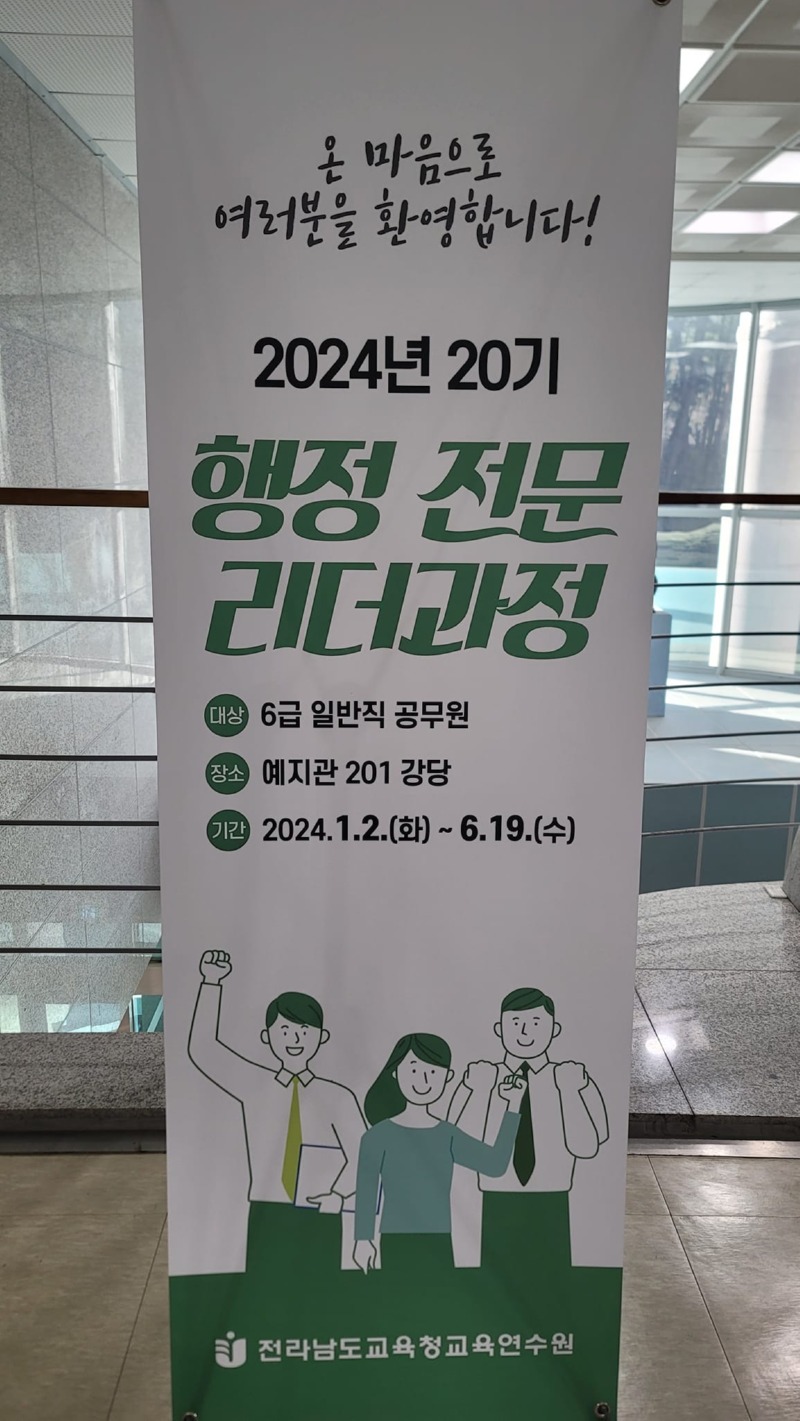 온 마음으로
여러분을 환영합니다!
2024년 20기
행정 전문
리더과정
대상 6급 일반직 공무원
장소 예지관 201 강당
기간 2024.1.2.(화) ~ 6.19.(수)
전라남도교육청교육연수원